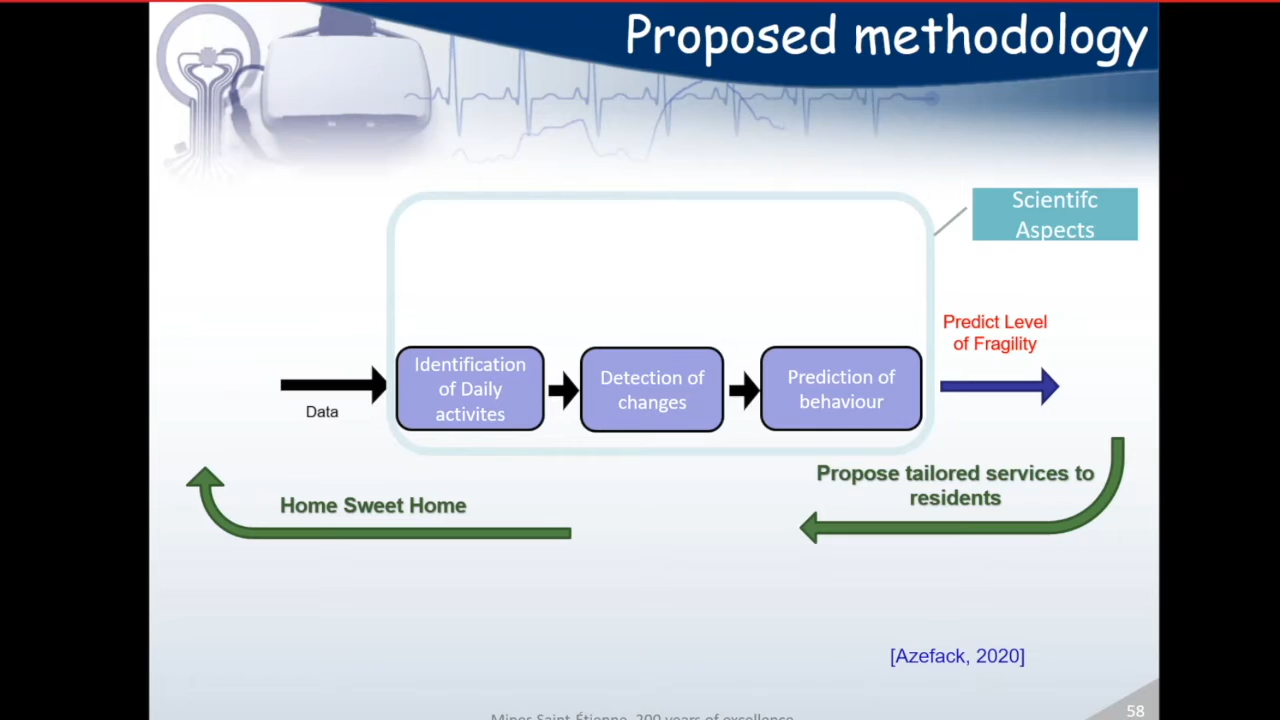 Proposed methodology
Scientifc
Aspects
Predict Level
of Fragility
Identification
of Daily
activites
Detection of
changes
Prediction of
behaviour
Data
Propose tailored services to
residents
Home Sweet Home
[Azefack, 2020]
Mines Saint-Étienne, 200 years of excellence
58